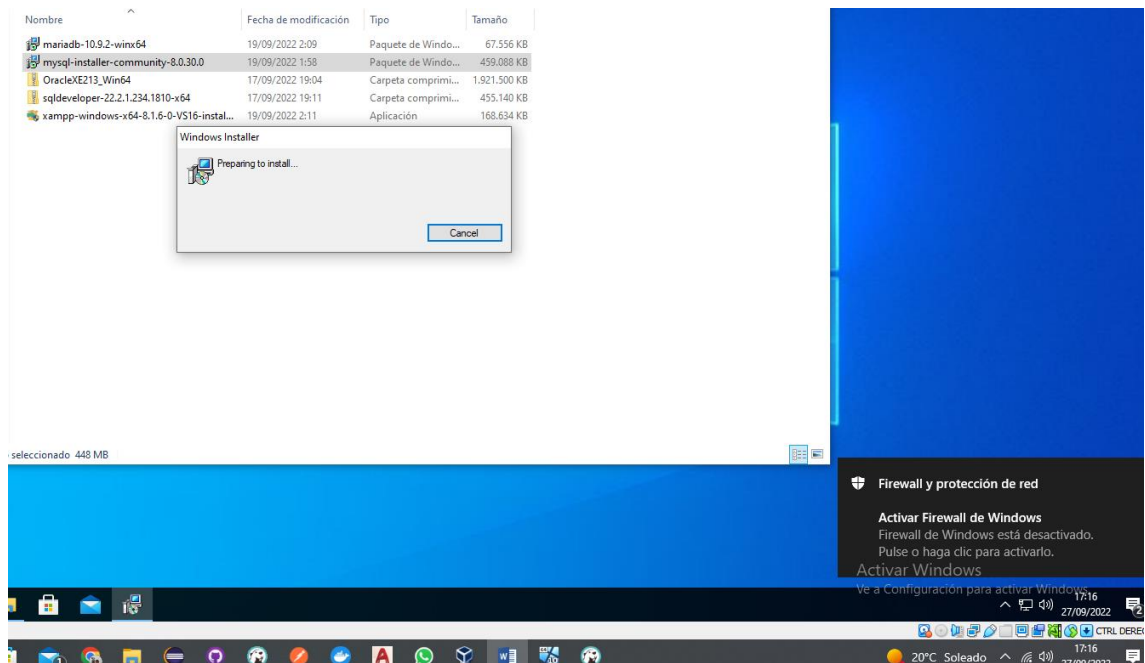 Nombre Fecha de modificación Tipo Tamaño
mariadb-10.9.2-winx64 19/09/2022 2:09 Paquete de Windo... 67.556 KB
mysql-installer-community-8.0.30.0 19/09/2022 1:58 Paquete de Windo... 459.088 KB
OracleXE213_Win64 17/09/2022 19:04 Carpeta comprimi... 1.921.500 KB
sqldeveloper-22.2.1.234.1810-x64 17/09/2022 19:11 Carpeta comprimi... 455.140 KB
xampp-windows-x64-8.1.6-0-VS16-instal... 19/09/2022 2:11 Aplicación 168.634 KB
Windows Installer
Preparing to install...
Cancel
seleccionado 448 MB
Firewall y protección de red
Activar Firewall de Windows
Firewall de Windows está desactivado.
Pulse o haga clic para activarlo.
Activar Windows
Ve a Configuración para activar Windows.
17:16
27/09/2022
2
CTRL DEREC
17:16
20°C Soleado
27/09/2022